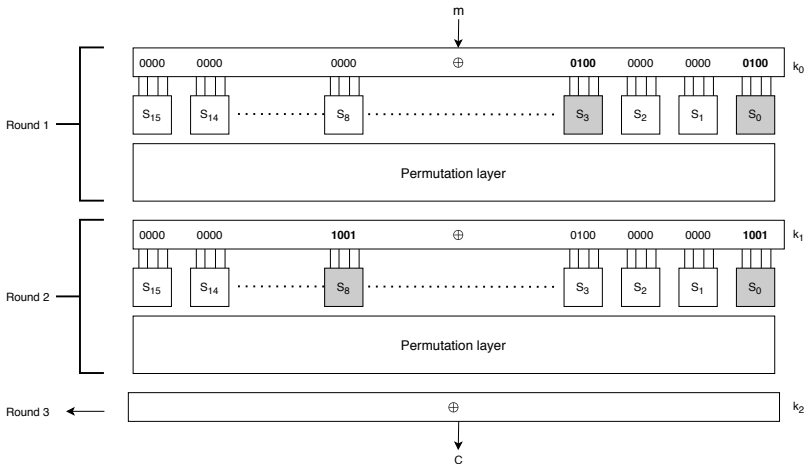 m
0000 0000 0000 ⊕ 0100 0000 0000 0100 k0
Round 1
S15 S14 S8 S3 S2 S1 S0
Permutation layer
0000 0000 1001 ⊕ 0100 0000 0000 1001 k1
Round 2
S15 S14 S8 S3 S2 S1 S0
Permutation layer
Round 3 ⊕ k2
C